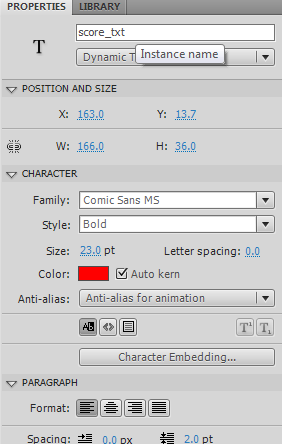 PROPERTIES LIBRARY
score_txt
T Dynamic T
Instance name
POSITION AND SIZE
X: 163.0 Y: 13.7
W: 166.0 H: 36.0
CHARACTER
Family: Comic Sans MS
Style: Bold
Size: 23.0 pt Letter spacing: 0.0
Color: Auto kern
Anti-alias: Anti-alias for animation
T¹ T₁
Character Embedding...
PARAGRAPH
Format:
Spacing: 0.0 px 2.0 pt